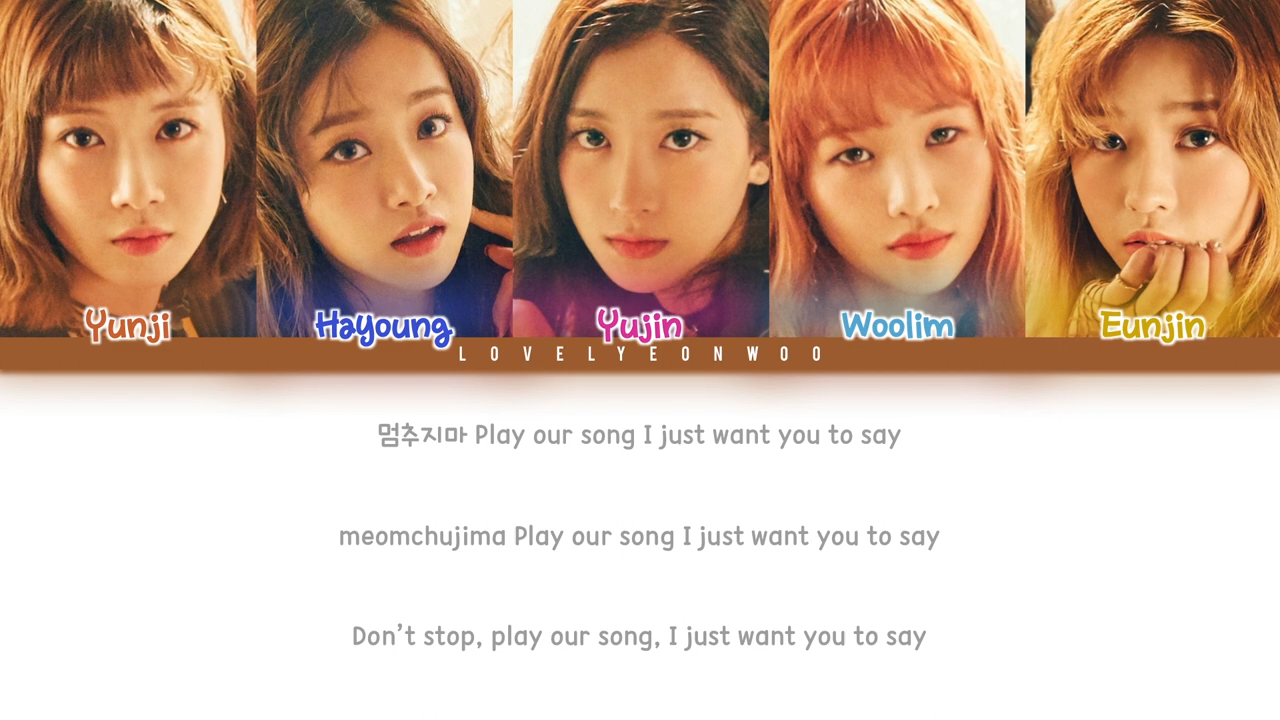 Yunji Hayoung Yujin Woolim Eunjin
LOVELYEONWOO
멈추지마 Play our song I just want you to say
meomchujima Play our song I just want you to say
Don't stop, play our song, I just want you to say